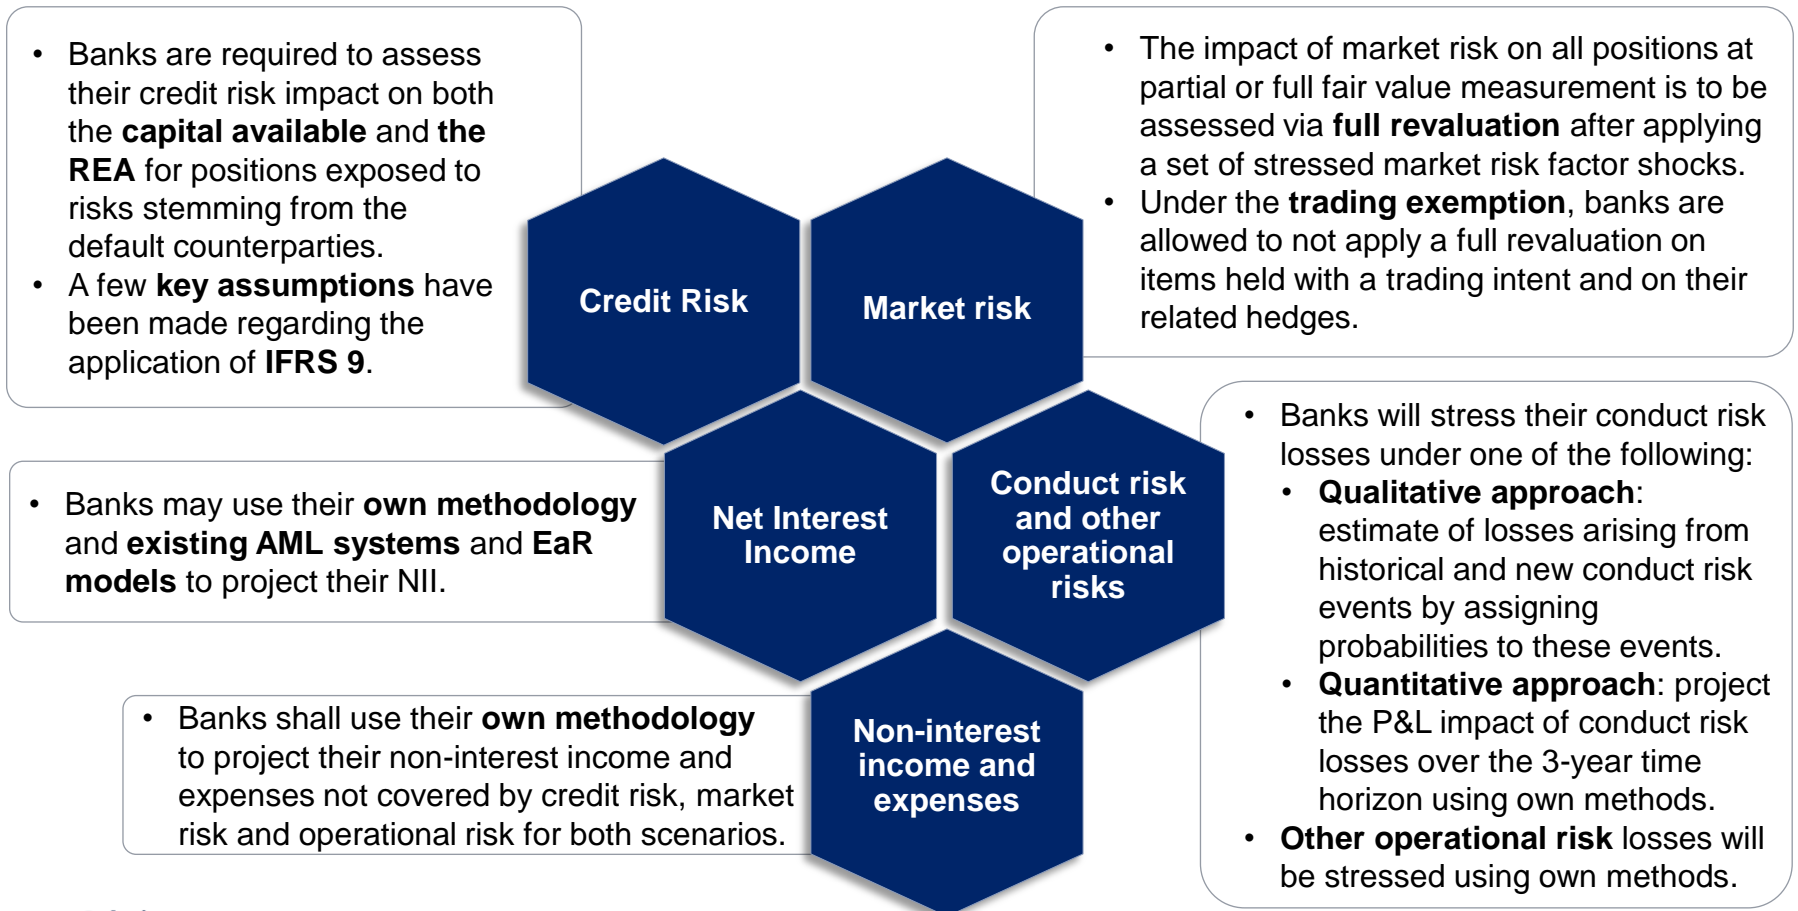 • Banks are required to assess
their credit risk impact on both
the capital available and the
REA for positions exposed to
risks stemming from the
default counterparties.
• A few key assumptions have
been made regarding the
application of IFRS 9.
• The impact of market risk on all positions at
partial or full fair value measurement is to be
assessed via full revaluation after applying
a set of stressed market risk factor shocks.
• Under the trading exemption, banks are
allowed to not apply a full revaluation on
items held with a trading intent and on their
related hedges.
Credit Risk
Market risk
• Banks may use their own methodology
and existing AML systems and EaR
models to project their NII.
Net Interest
Income
Conduct risk
and other
operational
risks
• Banks will stress their conduct risk
losses under one of the following:
• Qualitative approach:
estimate of losses arising from
historical and new conduct risk
events by assigning
probabilities to these events.
• Quantitative approach: project
the P&L impact of conduct risk
losses over the 3-year time
horizon using own methods.
• Other operational risk losses will
be stressed using own methods.
• Banks shall use their own methodology
to project their non-interest income and
expenses not covered by credit risk, market
risk and operational risk for both scenarios.
Non-interest
income and
expenses